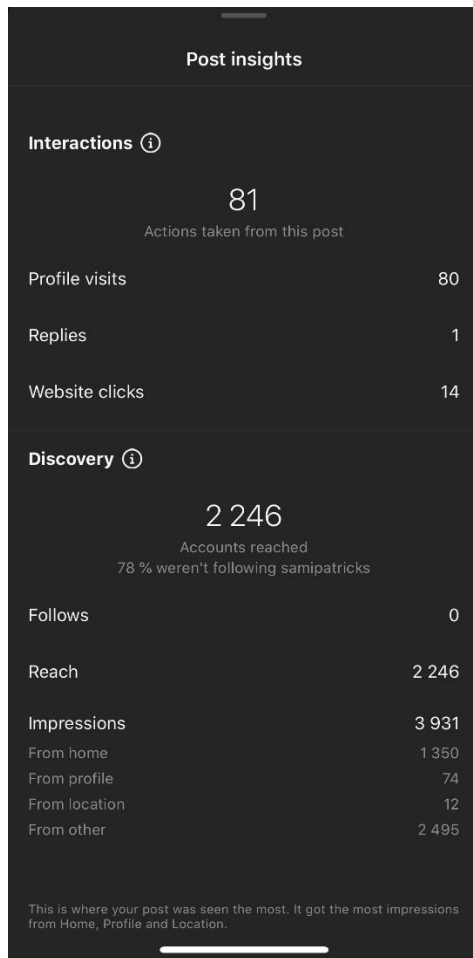 Post insights
Interactions
81
Actions taken from this post
Profile visits 80
Replies 1
Website clicks 14
Discovery
2 246
Accounts reached
78 % weren't following samipatricks
Follows 0
Reach 2 246
Impressions 3 931
From home 1 350
From profile 74
From location 12
From other 2 495
This is where your post was seen the most. It got the most impressions
from Home, Profile and Location.